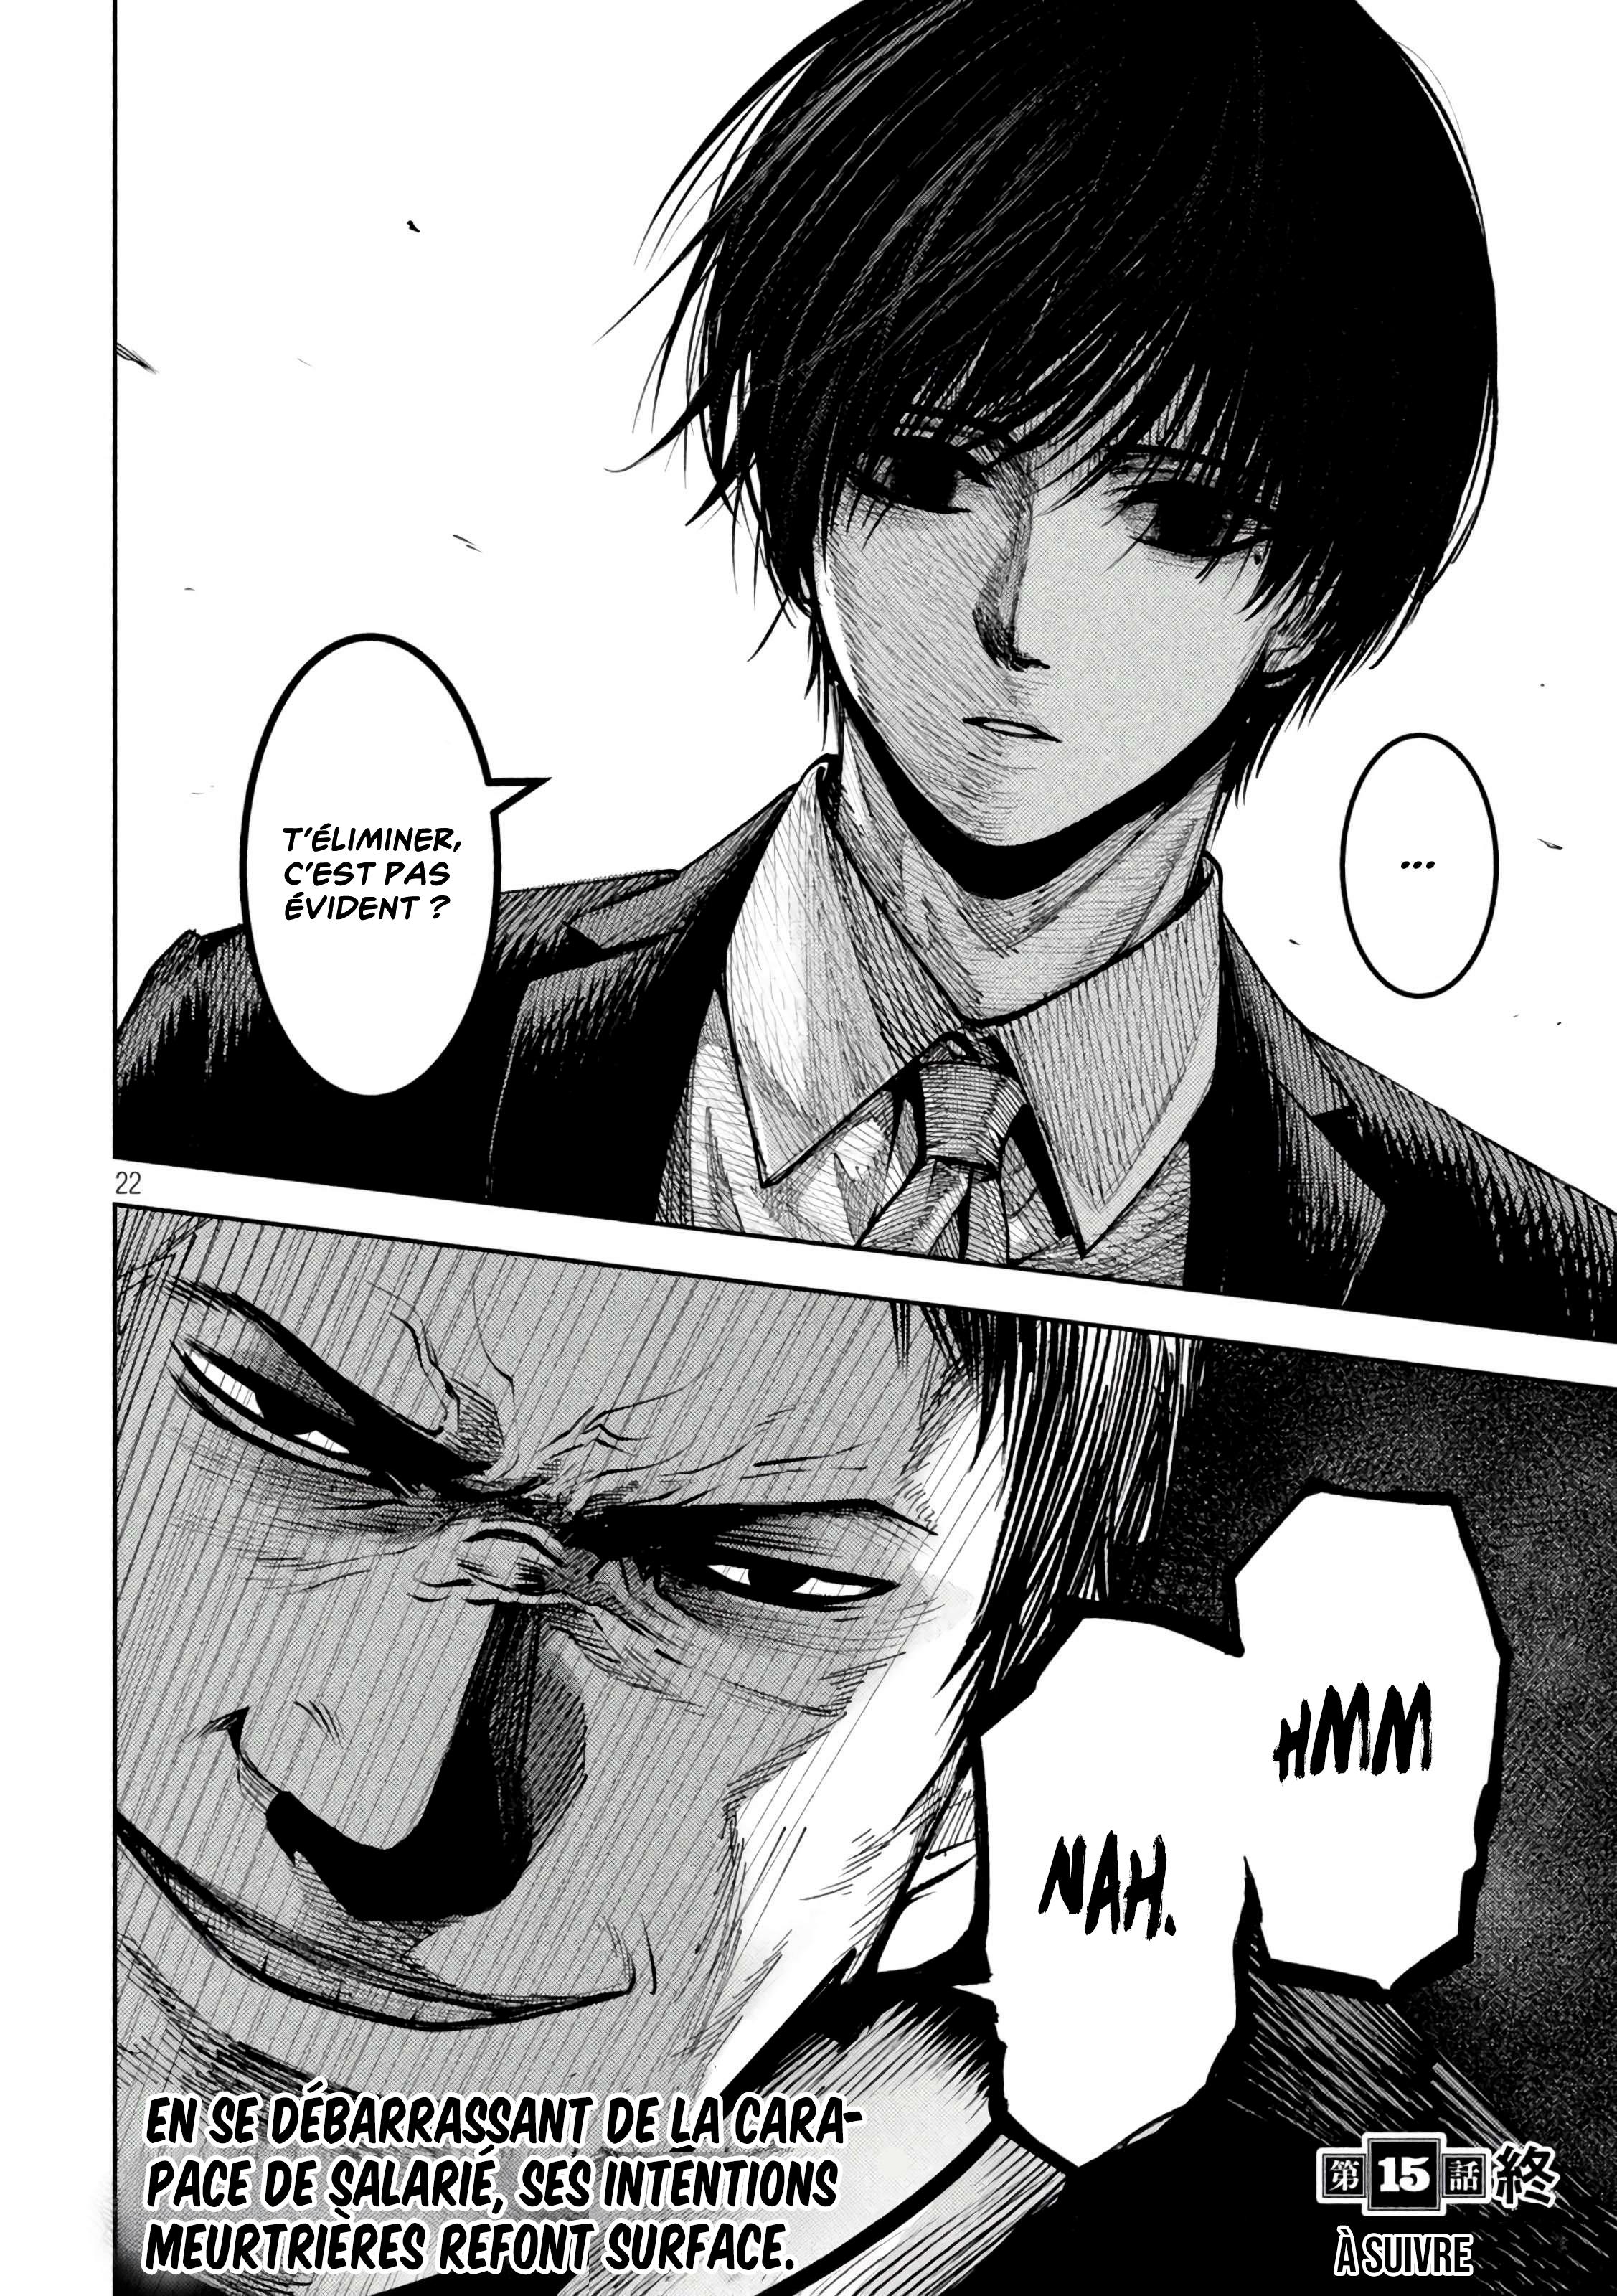 ...
T'ÉLIMINER,
C'EST PAS
ÉVIDENT ?
22
HMM
NAH.
EN SE DÉBARRASSANT DE LA CARA-
PACE DE SALARIÉ, SES INTENTIONS
MEURTRIÈRES REFONT SURFACE.
第15話終
À SUIVRE